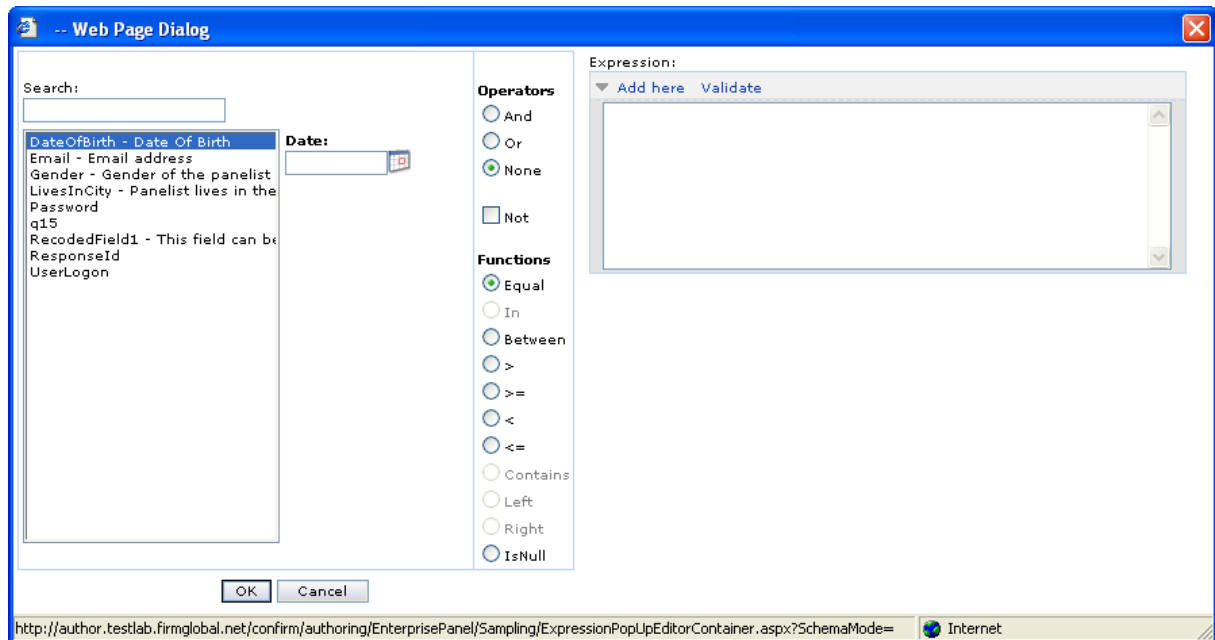 -- Web Page Dialog
Search:
DateOfBirth - Date Of Birth
Email - Email address
Gender - Gender of the panelist
LivesInCity - Panelist lives in the
Password
q15
RecodedField1 - This field can be
ResponseId
UserLogon
Date:
Operators
And
Or
None
Not
Functions
Equal
In
Between
>
>=
<
<=
Contains
Left
Right
IsNull
Expression:
Add here Validate
OK Cancel
http://author.testlab.firmglobal.net/confirm/authoring/EnterprisePanel/Sampling/ExpressionPopUpEditorContainer.aspx?SchemaMode= Internet